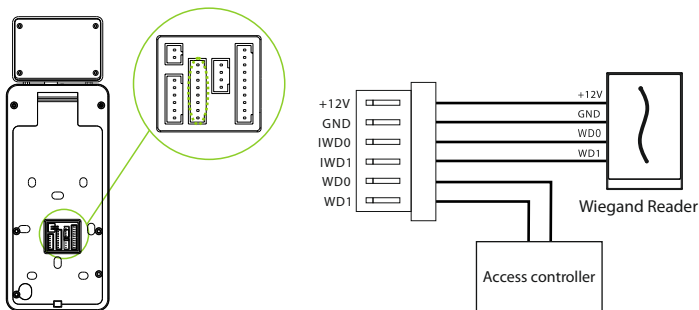 +12V
GND
IWD0
IWD1
WD0
WD1
+12V
GND
WD0
WD1
Wiegand Reader
Access controller